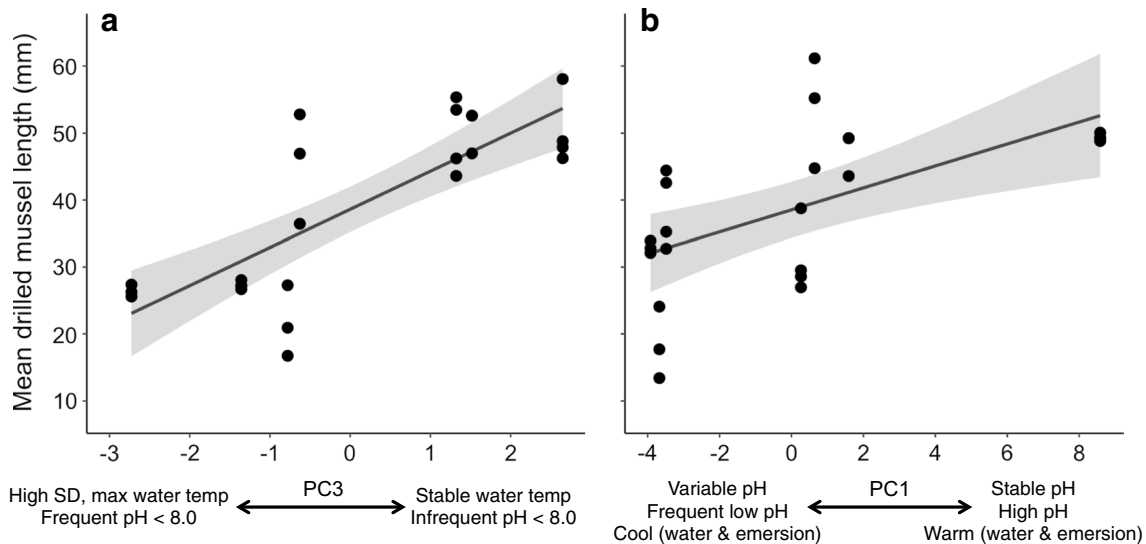 a
b
Mean drilled mussel length (mm)
60
50
40
30
20
10
-3
-2
-1
0
1
2
-4
-2
0
2
4
6
8
High SD, max water temp
Frequent pH < 8.0
PC3
Stable water temp
Infrequent pH < 8.0
Variable pH
Frequent low pH
Cool (water & emersion)
PC1
Stable pH
High pH
Warm (water & emersion)